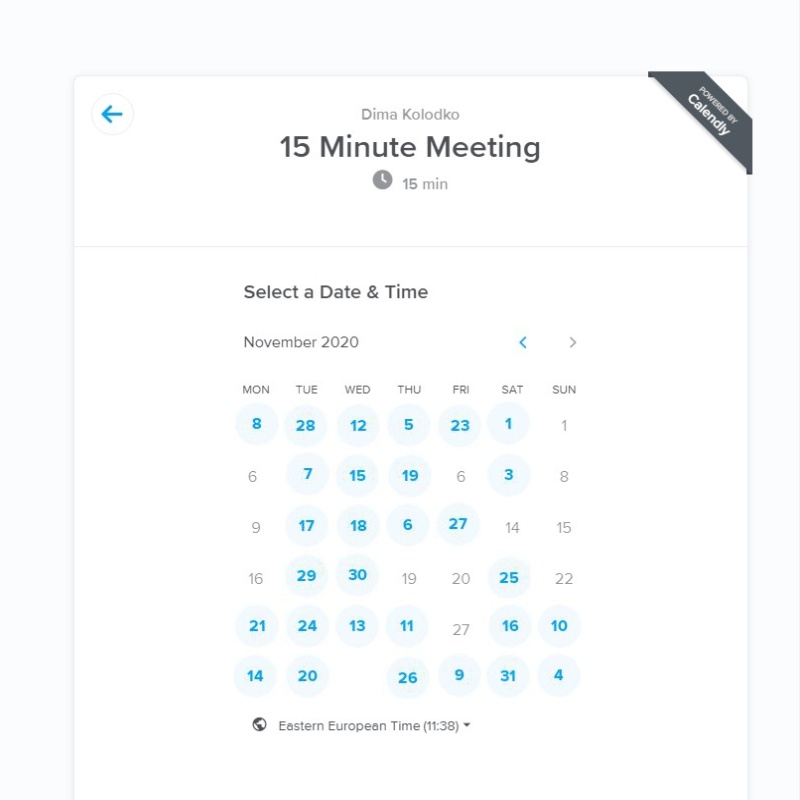 POWERED BY
Calendly
Dima Kolodko
15 Minute Meeting
15 min
Select a Date & Time
November 2020
MON TUE WED THU FRI SAT SUN
8 28 12 5 23 1 1
6 7 15 19 6 3 8
9 17 18 6 27 14 15
16 29 30 19 20 25 22
21 24 13 11 27 16 10
14 20 26 9 31 4
Eastern European Time (11:38)